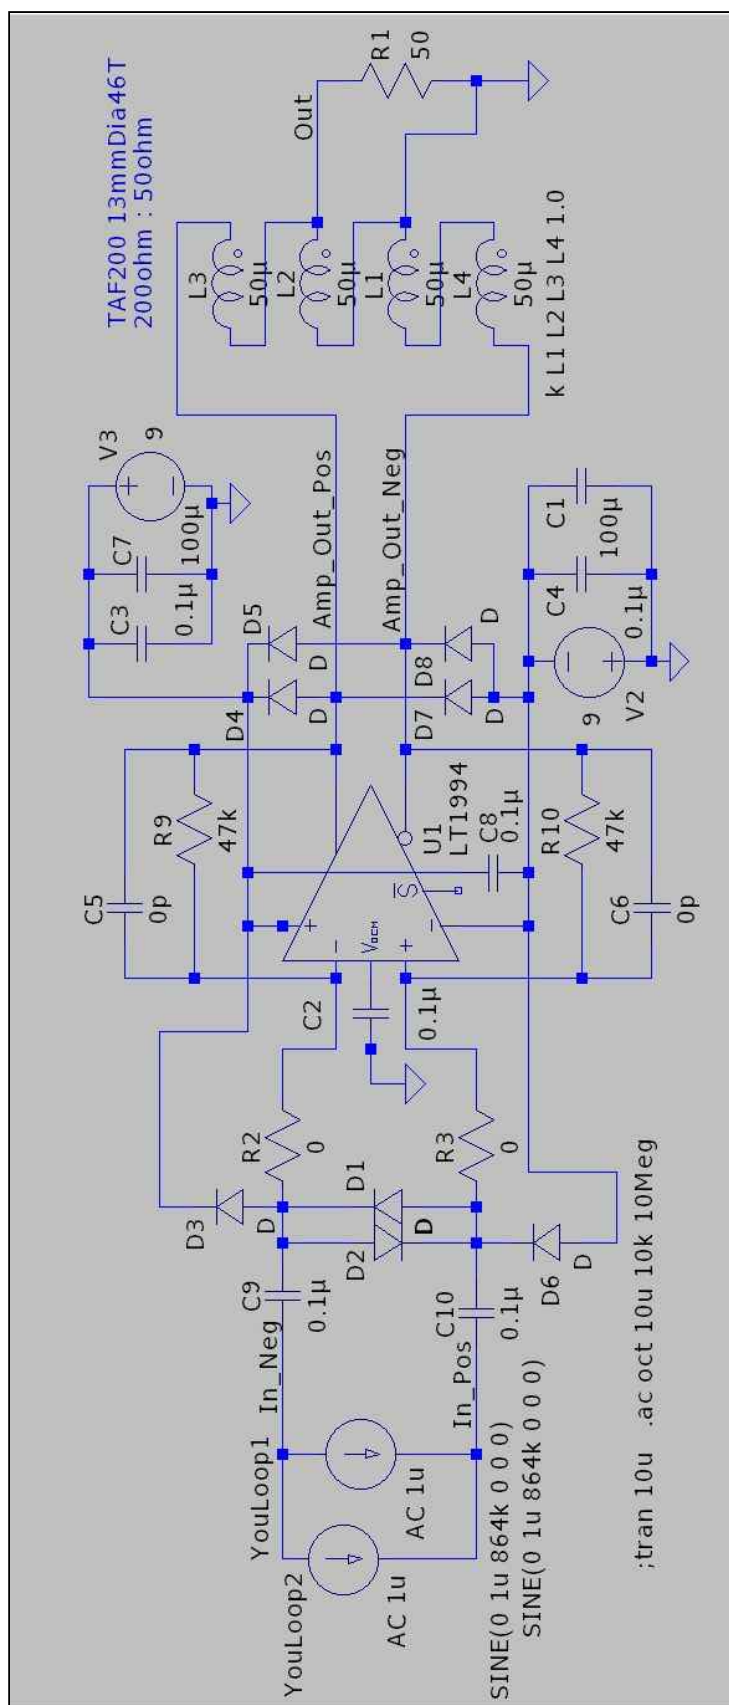 TAF200 13mmDia46T
200ohm : 50ohm
R1
50
Out
L3
50µ
L2
50µ
L1
50µ
L4
50µ
k L1 L2 L3 L4 1.0
V3
9
C7
100µ
C3
0.1µ
Amp_Out_Pos
Amp_Out_Neg
D5
D
D4
D
D8
D
D7
D
C1
100µ
C4
0.1µ
V2
9
R9
47k
C5
0p
U1
LT1994
C8
0.1µ
R10
47k
C6
0p
+
−
VOCM
+
−
S
C2
0.1µ
R2
0
R3
0
D3
D
D1
D
D2
D
D6
D
C9
0.1µ
C10
0.1µ
In_Neg
In_Pos
YouLoop1
AC 1u
YouLoop2
AC 1u
SINE(0 1u 864k 0 0 0)
SINE(0 1u 864k 0 0 0)
;tran 10u .ac oct 10u 10k 10Meg